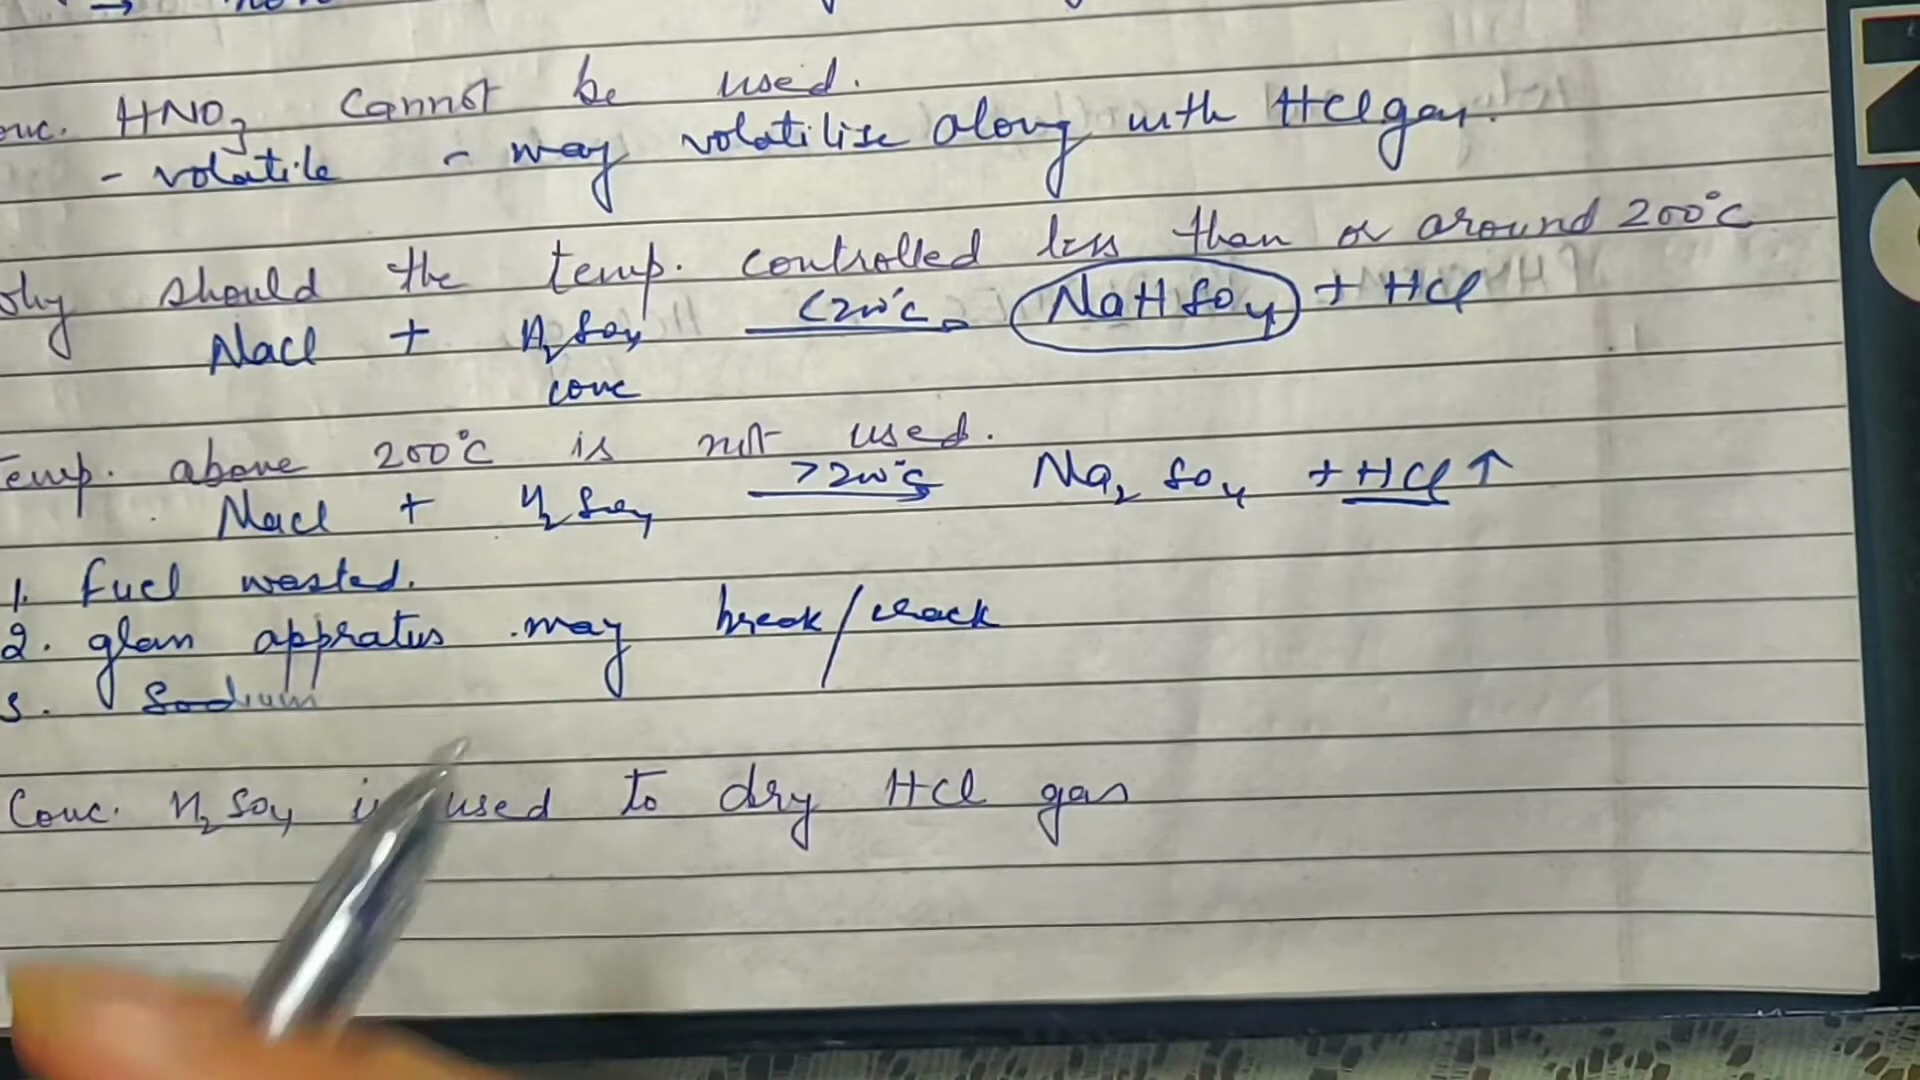 HNO3 cannot be used.
- volatile - may volatilise along with HCl gas.
should the temp. controlled less than or around 200°C
NaCl + H2SO4 <200°C NaHSO4 + HCl
conc
Temp. above 200°C is not used.
NaCl + H2SO4 >200°C Na2SO4 + HCl ↑
1. Fuel wasted.
2. glass appratus may break/crack
3. Sodium
Conc. H2SO4 is used to dry HCl gas